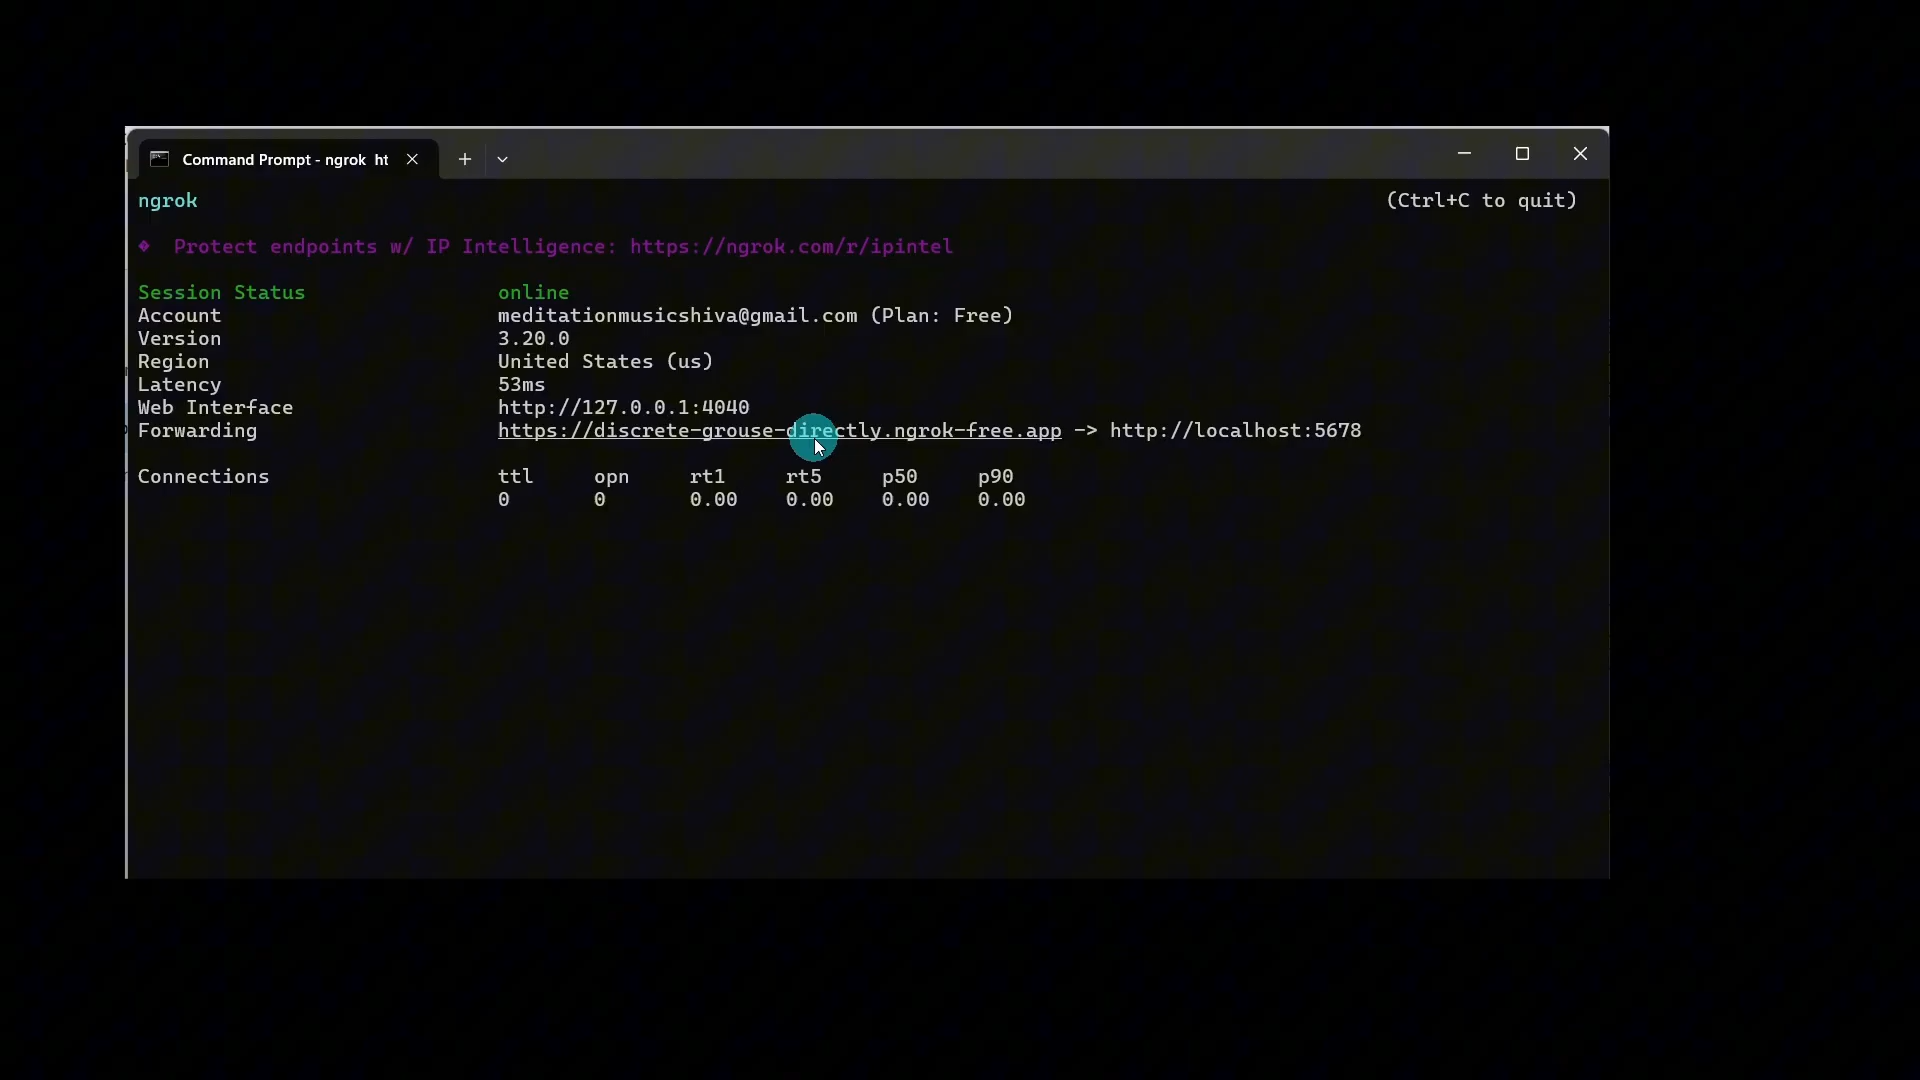 Command Prompt - ngrok  ht
ngrok (Ctrl+C to quit)
Protect endpoints w/ IP Intelligence: https://ngrok.com/r/ipintel
Session Status online
Account meditationmusicshiva@gmail.com (Plan: Free)
Version 3.20.0
Region United States (us)
Latency 53ms
Web Interface http://127.0.0.1:4040
Forwarding https://discrete-grouse-directly.ngrok-free.app -> http://localhost:5678
Connections ttl opn rt1 rt5 p50 p90
0 0 0.00 0.00 0.00 0.00